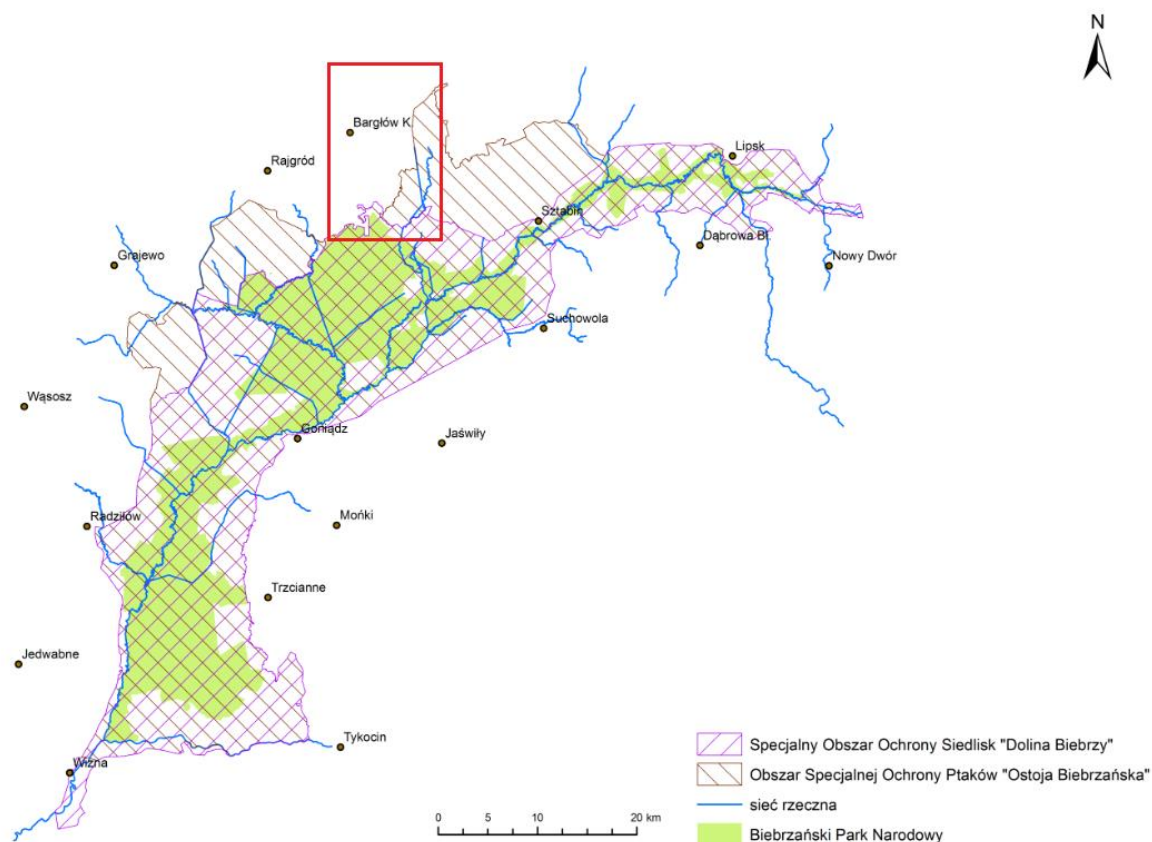 N
Bargłów K.
Lipsk
Rajgród
Sztabin
Dąbrowa Bł.
Grajewo
Nowy Dwór
Suchowola
Wąsosz
Goniądz
Jaświły
Radziłów
Mońki
Trzcianne
Jedwabne
Tykocin
Wizna
Specjalny Obszar Ochrony Siedlisk "Dolina Biebrzy"
Obszar Specjalnej Ochrony Ptaków "Ostoja Biebrzańska"
sieć rzeczna
Biebrzański Park Narodowy
0 5 10 20 km